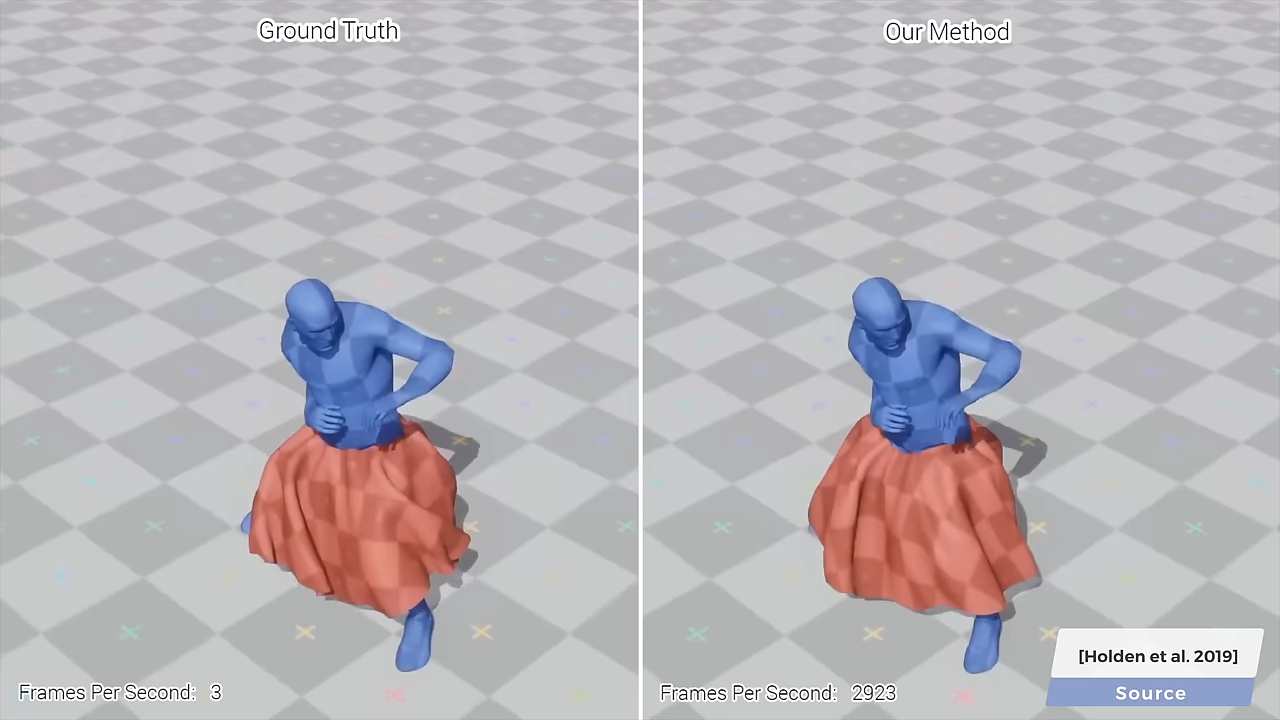 Ground Truth
Our Method
Frames Per Second: 3
Frames Per Second: 2923
[Holden et al. 2019]
Source